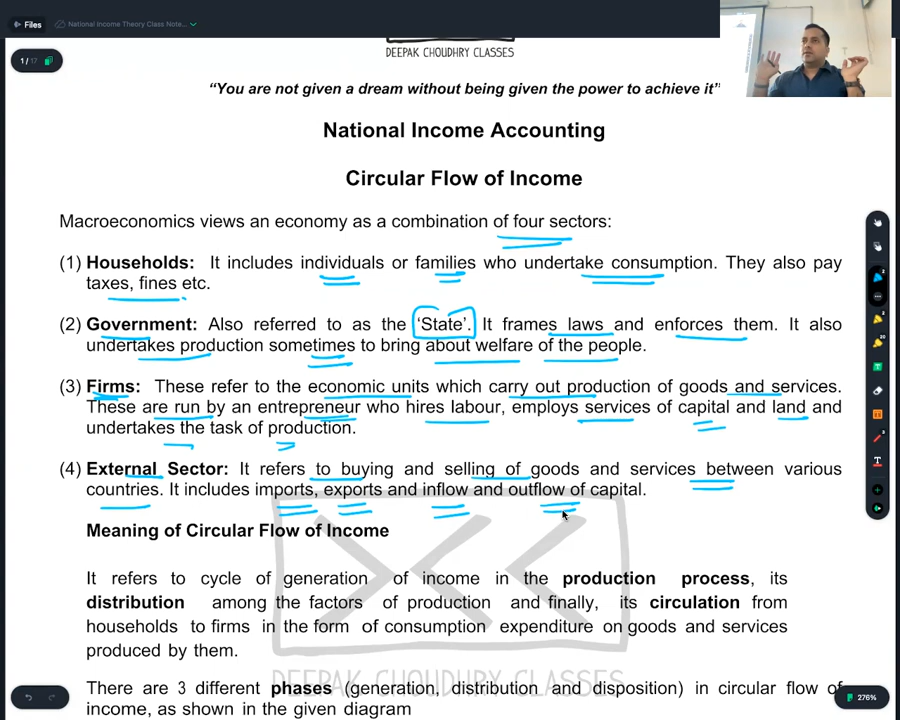 Files
National Income Theory Class Note...
1 / 17
DEEPAK CHOUDHRY CLASSES
“You are not given a dream without being given the power to achieve it”
National Income Accounting
Circular Flow of Income
Macroeconomics views an economy as a combination of four sectors:
(1) Households: It includes individuals or families who undertake consumption. They also pay
taxes, fines etc.
(2) Government: Also referred to as the ‘State’. It frames laws and enforces them. It also
undertakes production sometimes to bring about welfare of the people.
(3) Firms: These refer to the economic units which carry out production of goods and services.
These are run by an entrepreneur who hires labour, employs services of capital and land and
undertakes the task of production.
(4) External Sector: It refers to buying and selling of goods and services between various
countries. It includes imports, exports and inflow and outflow of capital.
Meaning of Circular Flow of Income
It refers to cycle of generation of income in the production process, its
distribution among the factors of production and finally, its circulation from
households to firms in the form of consumption expenditure on goods and services
produced by them.
DEEPAK CHOUDHRY CLASSES
There are 3 different phases (generation, distribution and disposition) in circular flow of
income, as shown in the given diagram
276%